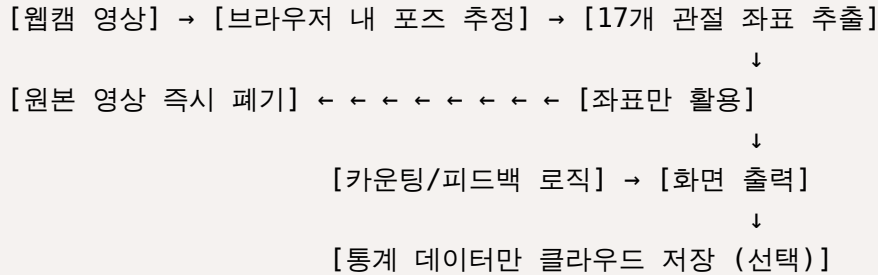 [웹캠 영상] → [브라우저 내 포즈 추정] → [17개 관절 좌표 추출]
↓
[원본 영상 즉시 폐기] ← ← ← ← ← ← ← ← [좌표만 활용]
↓
[카운팅/피드백 로직] → [화면 출력]
↓
[통계 데이터만 클라우드 저장 (선택)]